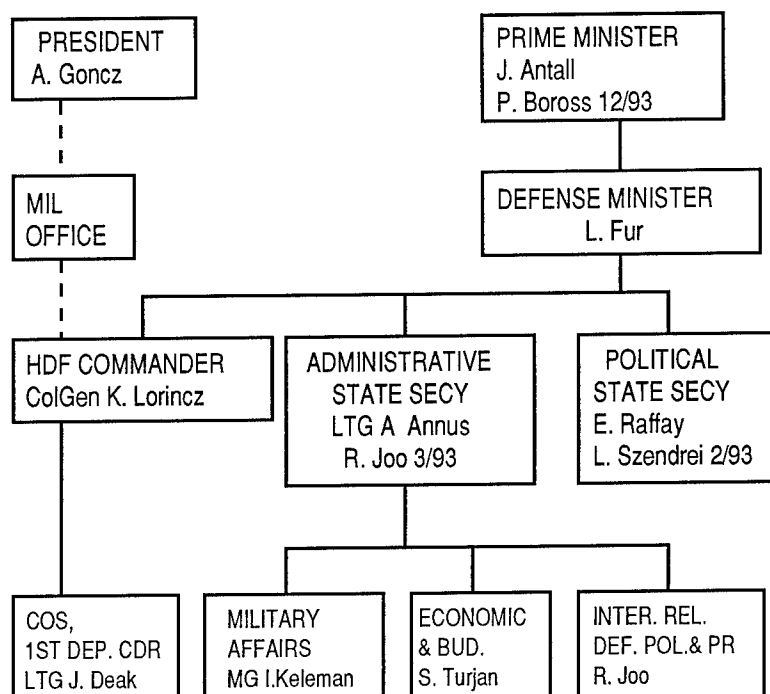 PRESIDENT
A. Goncz
PRIME MINISTER
J. Antall
P. Boross 12/93
MIL
OFFICE
DEFENSE MINISTER
L. Fur
HDF COMMANDER
ColGen K. Lorincz
ADMINISTRATIVE
STATE SECY
LTG A Annus
R. Joo 3/93
POLITICAL
STATE SECY
E. Raffay
L. Szendrei 2/93
COS,
1ST DEP. CDR
LTG J. Deak
MILITARY
AFFAIRS
MG I.Keleman
ECONOMIC
& BUD.
S. Turjan
INTER. REL.
DEF. POL.& PR
R. Joo